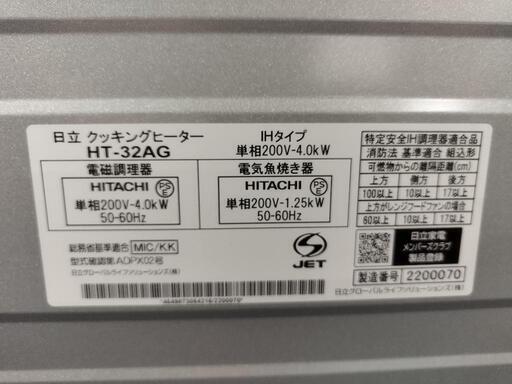 日立 クッキングヒーター
HT-32AG
IHタイプ
単相200V-4.0kW
電磁調理器
HITACHI
PSE
単相200V-4.0kW
50-60Hz
電気魚焼き器
HITACHI
PSE
単相200V-1.25kW
50-60Hz
総務省基準適合 MIC/KK
型式確認第ADPX02号
日立グローバルライフソリューションズ(株)
JET
特定安全IH調理器適合品
消防法 基準適合 組込形
可燃物からの離隔距離(cm)
上方 側方 後方
100以上 10以上 17以上
上方がレンジフードファンの場合
60以上 10以上 17以上
日立家電
メンバーズクラブ
製品登録
製造番号 2200070
日立グローバルライフソリューションズ(株)